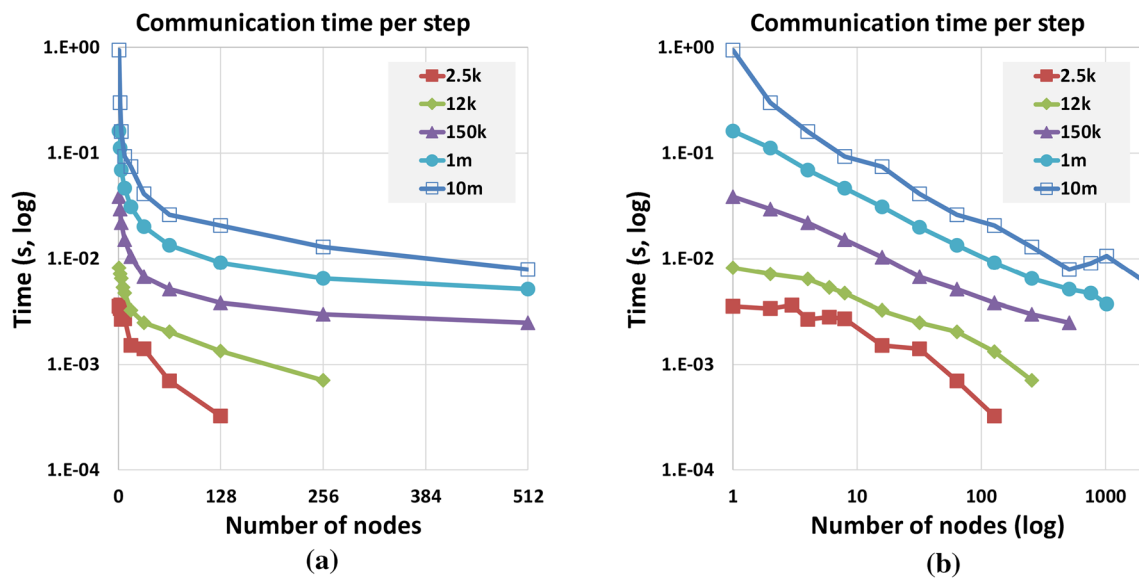 Communication time per step
1.E+00
1.E-01
1.E-02
1.E-03
1.E-04
Time (s, log)
2.5k
12k
150k
1m
10m
0 128 256 384 512
Number of nodes
(a)
Communication time per step
1.E+00
1.E-01
1.E-02
1.E-03
1.E-04
Time (s, log)
2.5k
12k
150k
1m
10m
1 10 100 1000
Number of nodes (log)
(b)